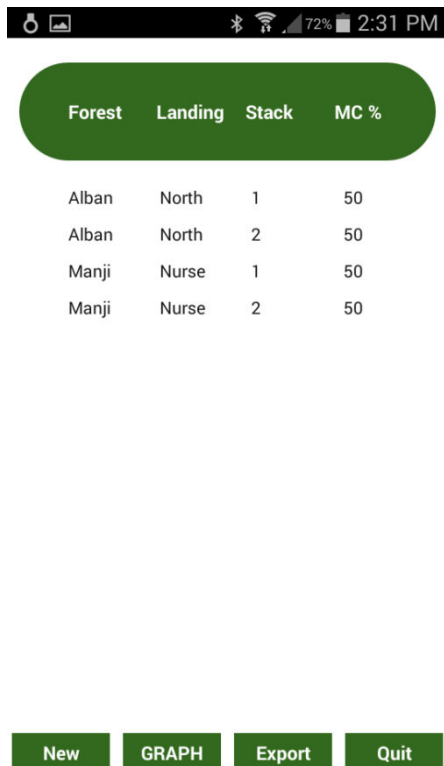 72% 2:31 PM
Forest Landing Stack MC %
Alban North 1 50
Alban North 2 50
Manji Nurse 1 50
Manji Nurse 2 50
New GRAPH Export Quit